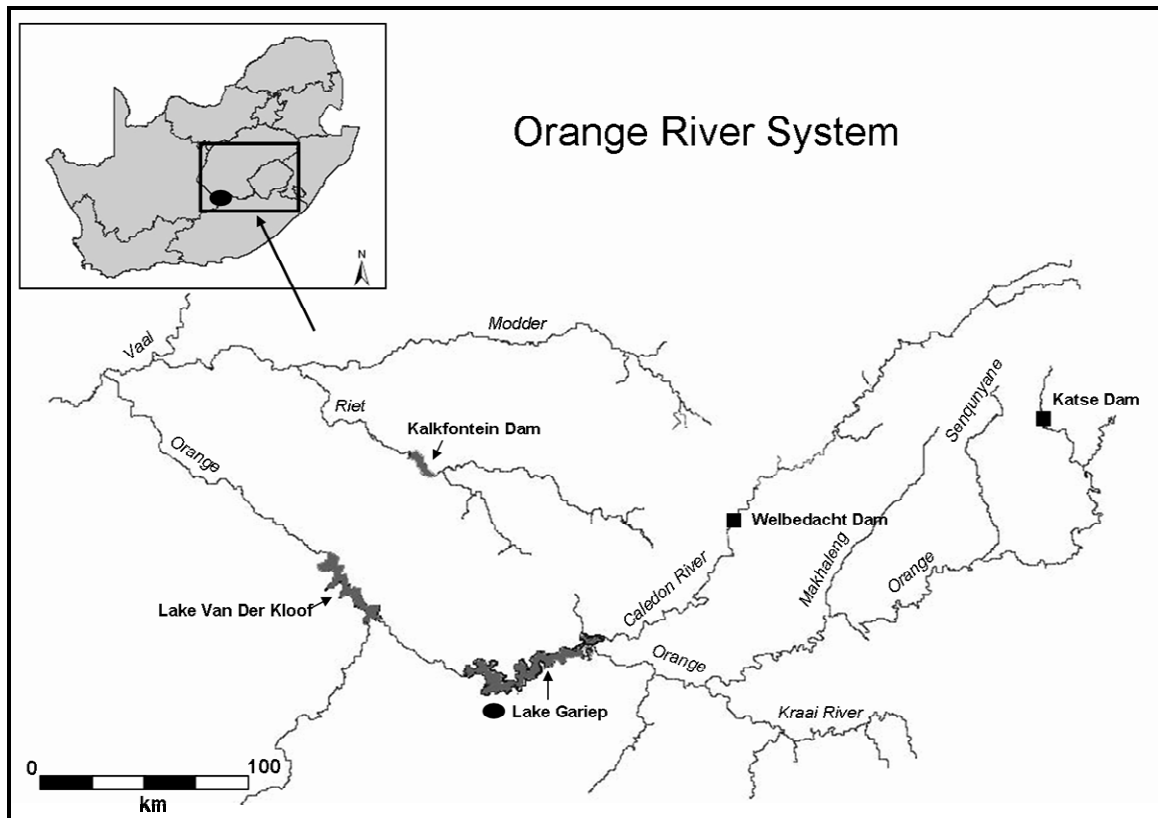 Orange River System
N
Vaal
Modder
Riet
Kalkfontein Dam
Orange
Senqunyane
Katse Dam
Welbedacht Dam
Makhaleng
Orange
Caledon River
Lake Van Der Kloof
Orange
Lake Gariep
Kraai River
0 100
km